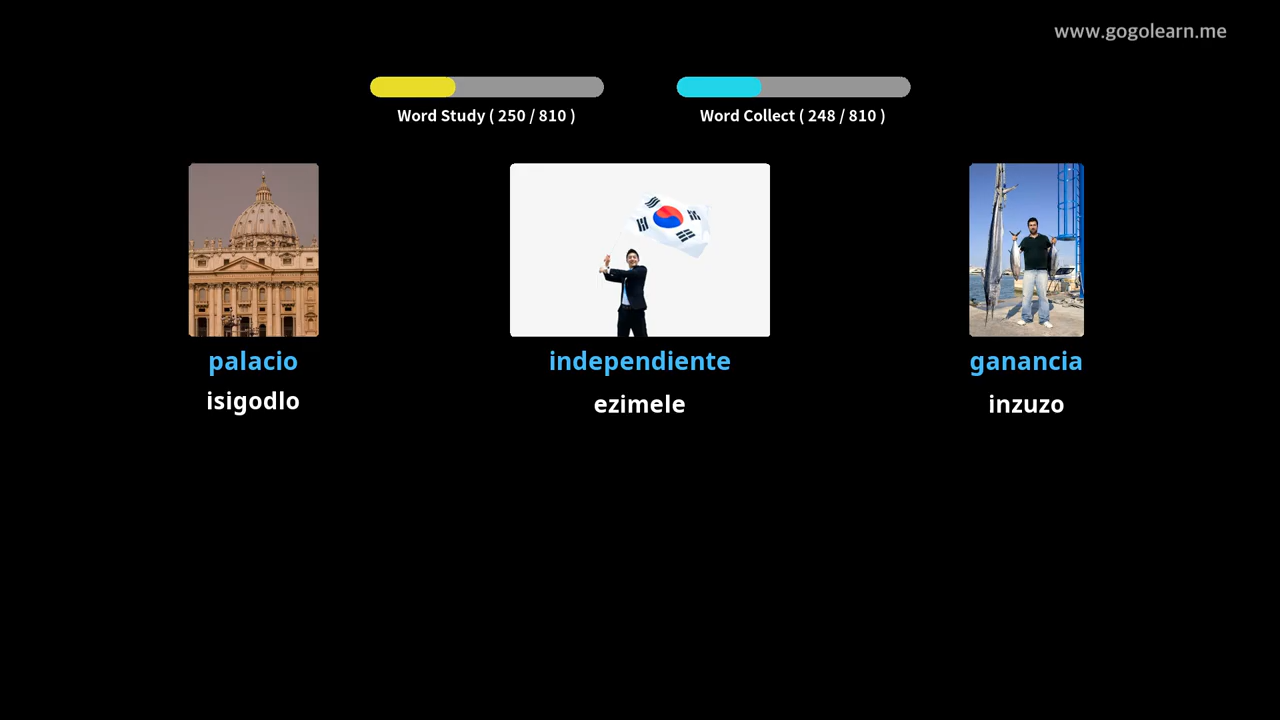 www.gogolearn.me
Word Study ( 250 / 810 )
Word Collect ( 248 / 810 )
palacio
isigodlo
independiente
ezimele
ganancia
inzuzo